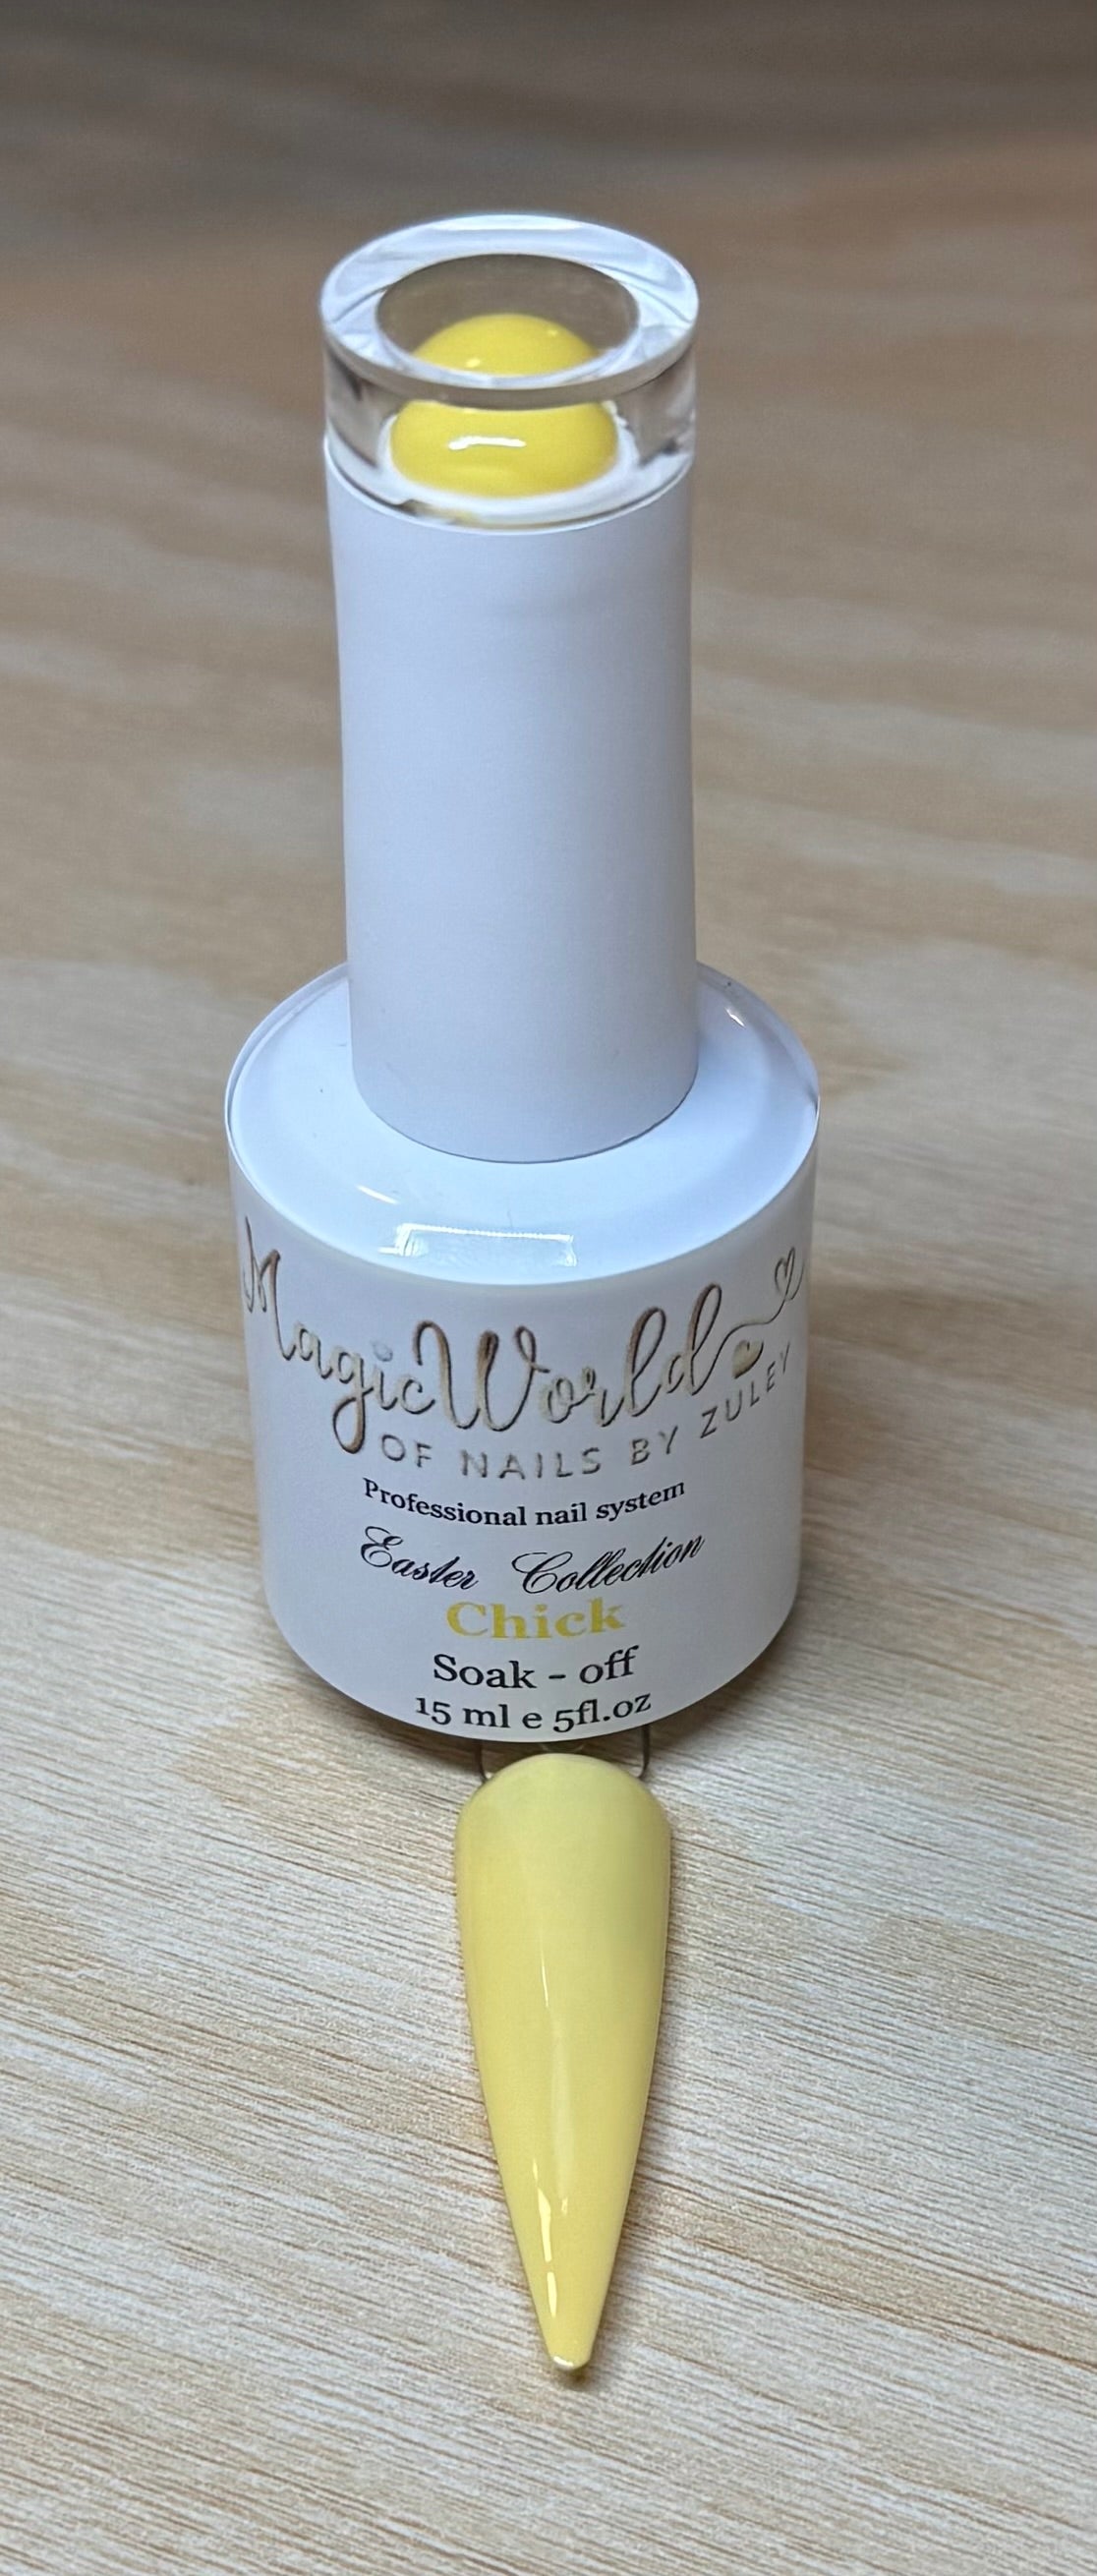 MagicWorld
OF NAILS BY ZULEY
Professional nail system
Easter Collection
Chick
Soak - off
15 ml e 5fl.oz